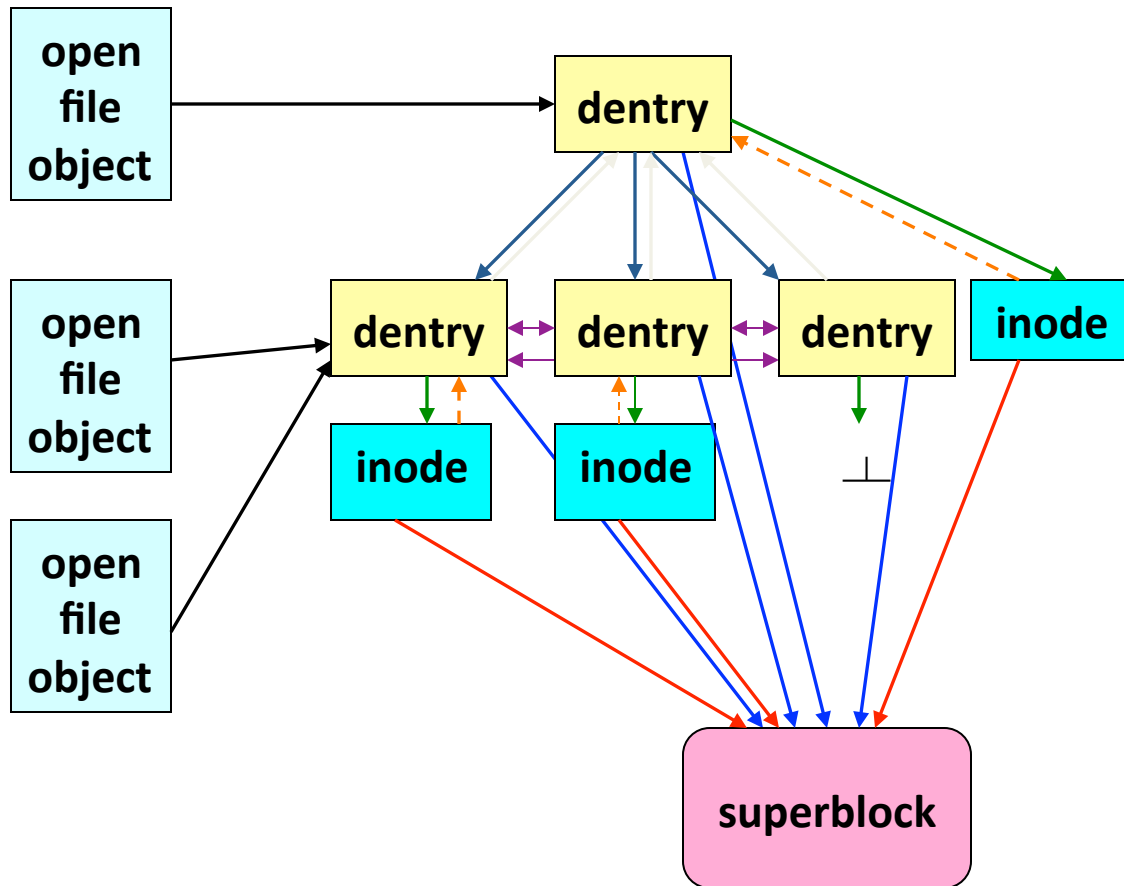 open
file
object
dentry
open
file
object
dentry
dentry
dentry
inode
inode
inode
open
file
object
superblock